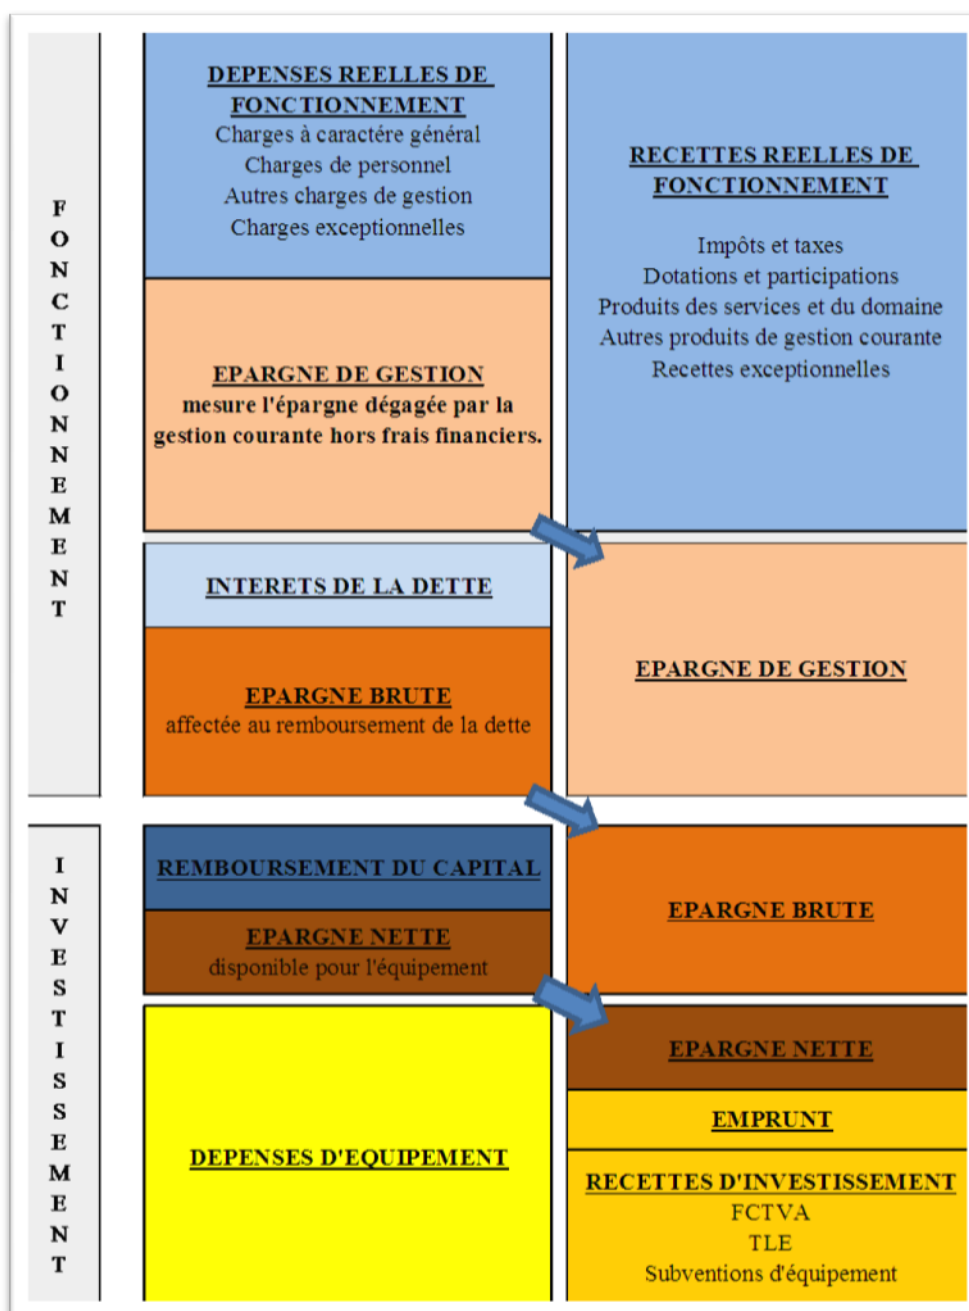 FONCTIONNEMENT
DEPENSES REELLES DE
FONCTIONNEMENT
Charges à caractére général
Charges de personnel
Autres charges de gestion
Charges exceptionnelles
RECETTES REELLES DE
FONCTIONNEMENT
Impôts et taxes
Dotations et participations
Produits des services et du domaine
Autres produits de gestion courante
Recettes exceptionnelles
EPARGNE DE GESTION
mesure l'épargne dégagée par la
gestion courante hors frais financiers.
INTERETS DE LA DETTE
EPARGNE BRUTE
affectée au remboursement de la dette
EPARGNE DE GESTION
INVESTISSEMENT
REMBOURSEMENT DU CAPITAL
EPARGNE NETTE
disponible pour l'équipement
EPARGNE BRUTE
DEPENSES D'EQUIPEMENT
EPARGNE NETTE
EMPRUNT
RECETTES D'INVESTISSEMENT
FCTVA
TLE
Subventions d'équipement